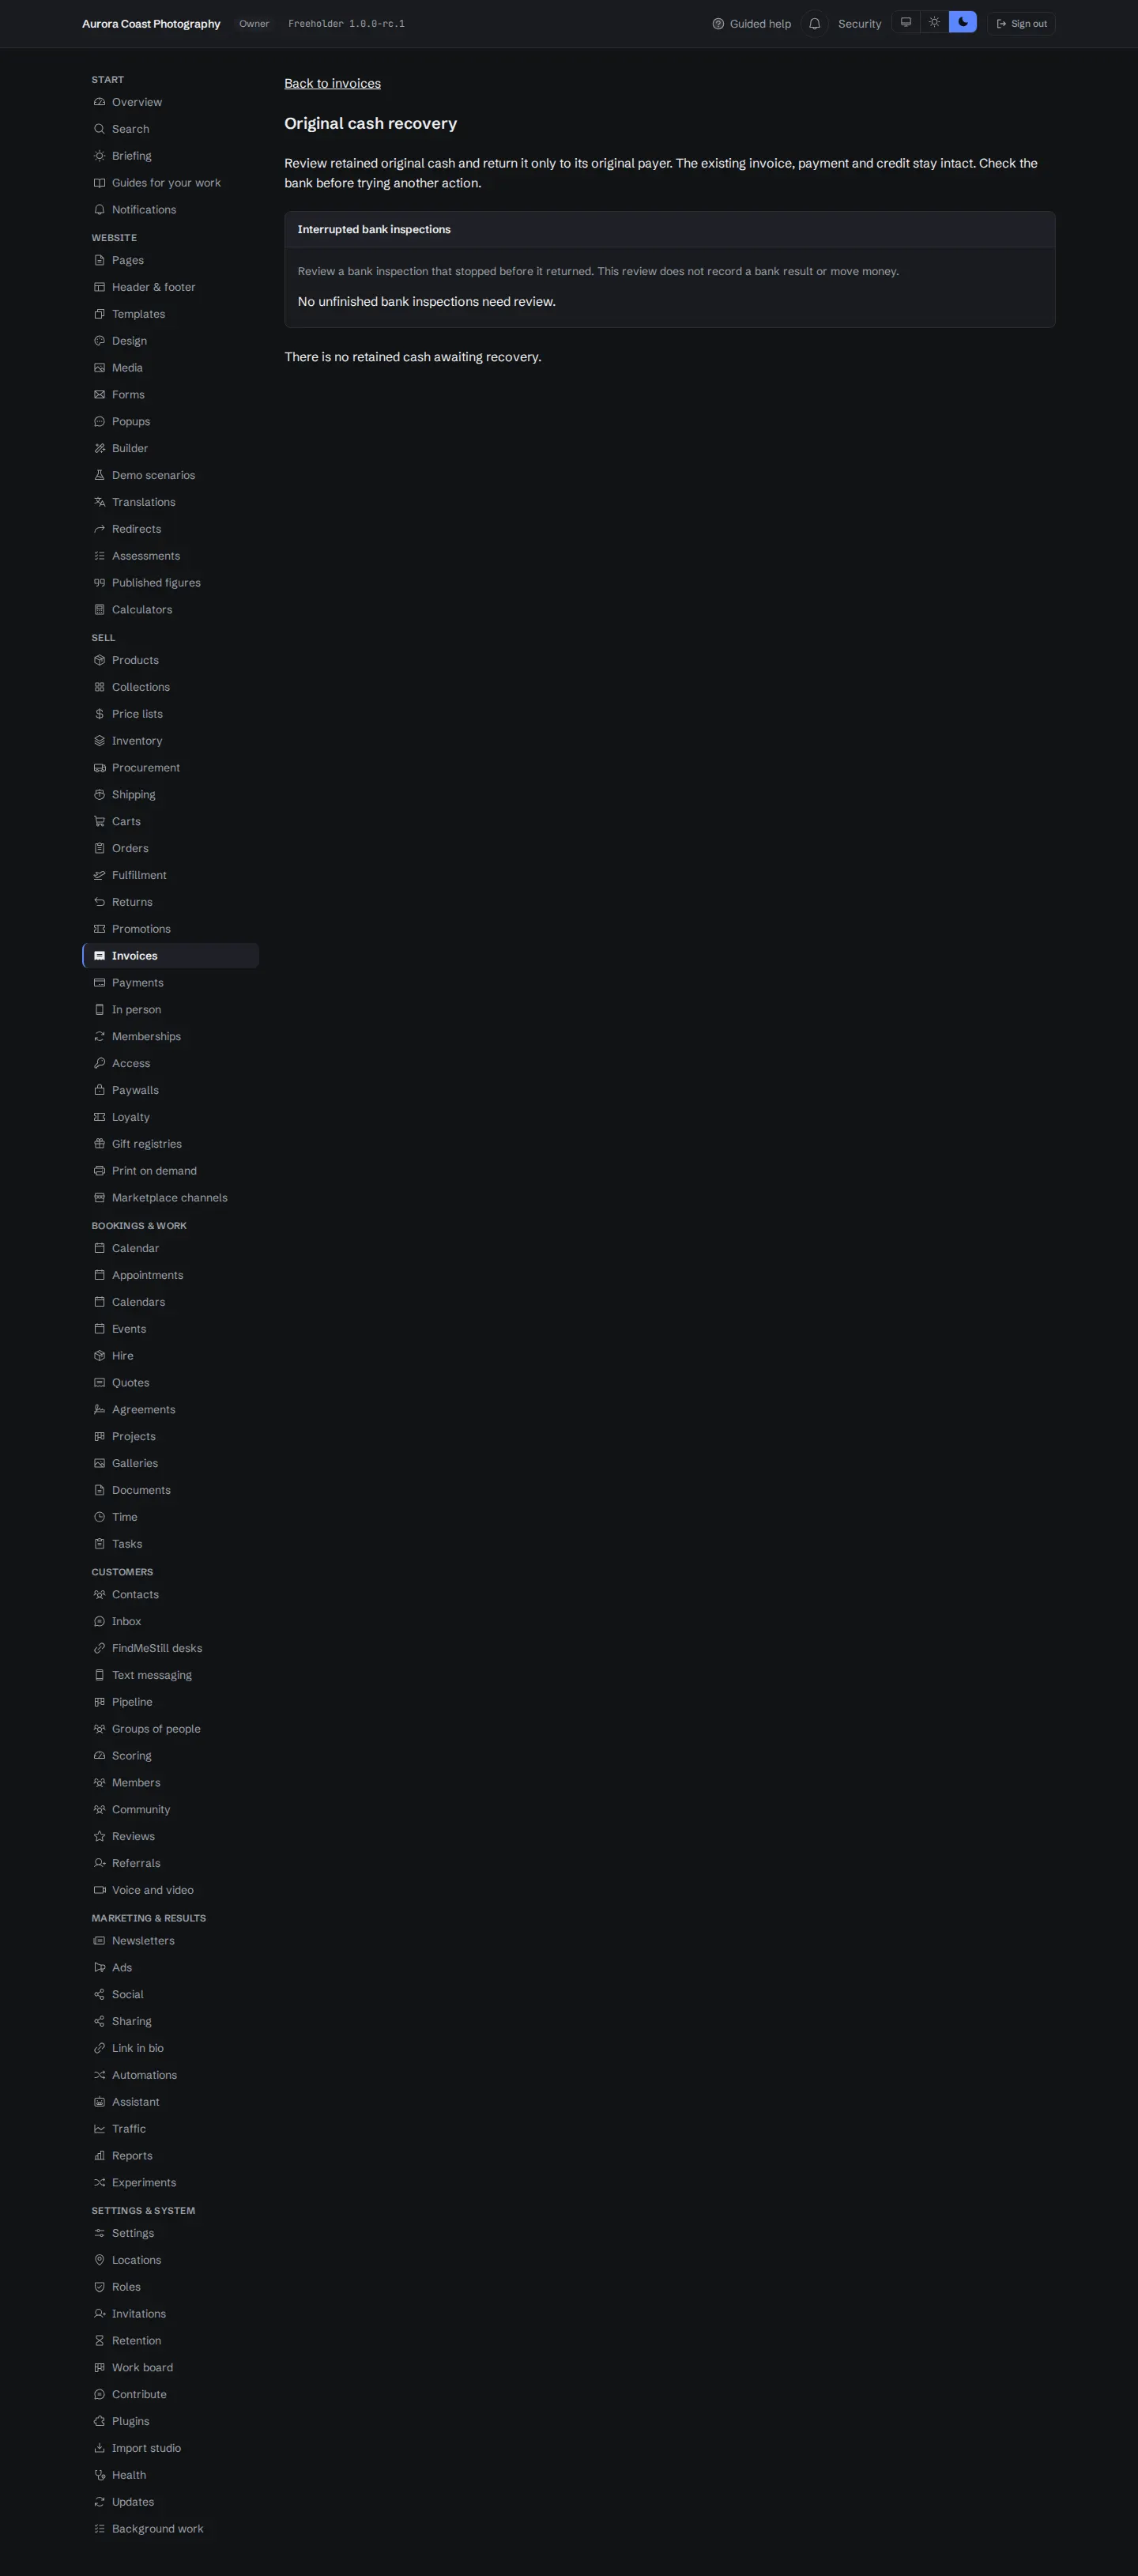 Aurora Coast Photography Owner Freeholder 1.0.0-rc.1 Guided help Security Sign out
START
Overview
Search
Briefing
Guides for your work
Notifications
WEBSITE
Pages
Header & footer
Templates
Design
Media
Forms
Popups
Builder
Demo scenarios
Translations
Redirects
Assessments
Published figures
Calculators
SELL
Products
Collections
Price lists
Inventory
Procurement
Shipping
Carts
Orders
Fulfillment
Returns
Promotions
Invoices
Payments
In person
Memberships
Access
Paywalls
Loyalty
Gift registries
Print on demand
Marketplace channels
BOOKINGS & WORK
Calendar
Appointments
Calendars
Events
Hire
Quotes
Agreements
Projects
Galleries
Documents
Time
Tasks
CUSTOMERS
Contacts
Inbox
FindMeStill desks
Text messaging
Pipeline
Groups of people
Scoring
Members
Community
Reviews
Referrals
Voice and video
MARKETING & RESULTS
Newsletters
Ads
Social
Sharing
Link in bio
Automations
Assistant
Traffic
Reports
Experiments
SETTINGS & SYSTEM
Settings
Locations
Roles
Invitations
Retention
Work board
Contribute
Plugins
Import studio
Health
Updates
Background work
Back to invoices
Original cash recovery
Review retained original cash and return it only to its original payer. The existing invoice, payment and credit stay intact. Check the
bank before trying another action.
Interrupted bank inspections
Review a bank inspection that stopped before it returned. This review does not record a bank result or move money.
No unfinished bank inspections need review.
There is no retained cash awaiting recovery.